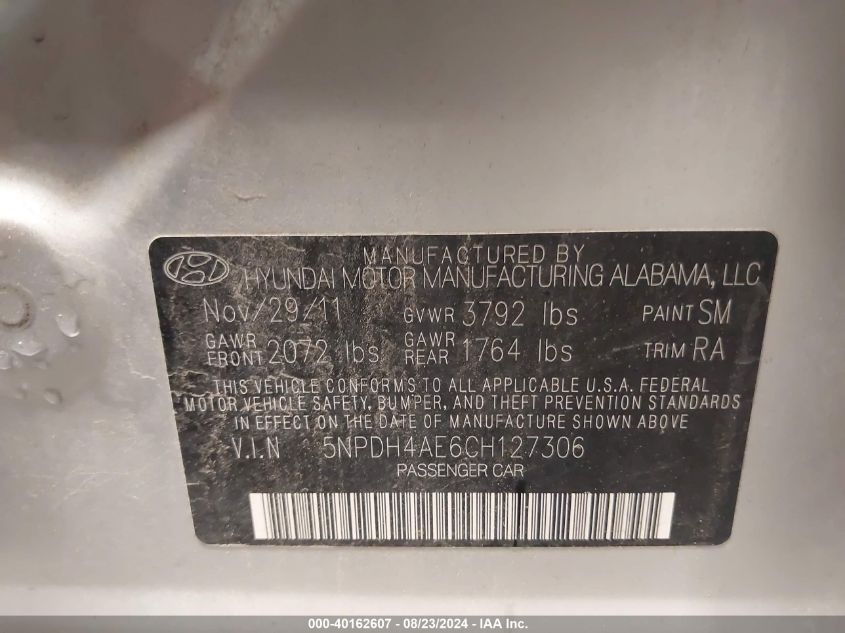 MANUFACTURED BY
HYUNDAI MOTOR MANUFACTURING ALABAMA, LLC
Nov/29/11 GVWR 3792 lbs PAINT SM
GAWR FRONT 2072 lbs GAWR REAR 1764 lbs TRIM RA
THIS VEHICLE CONFORMS TO ALL APPLICABLE U.S.A. FEDERAL
MOTOR VEHICLE SAFETY, BUMPER, AND THEFT PREVENTION STANDARDS
IN EFFECT ON THE DATE OF MANUFACTURE SHOWN ABOVE
V.I.N 5NPDH4AE6CH127306
PASSENGER CAR
000-40162607 - 08/23/2024 - IAA Inc.